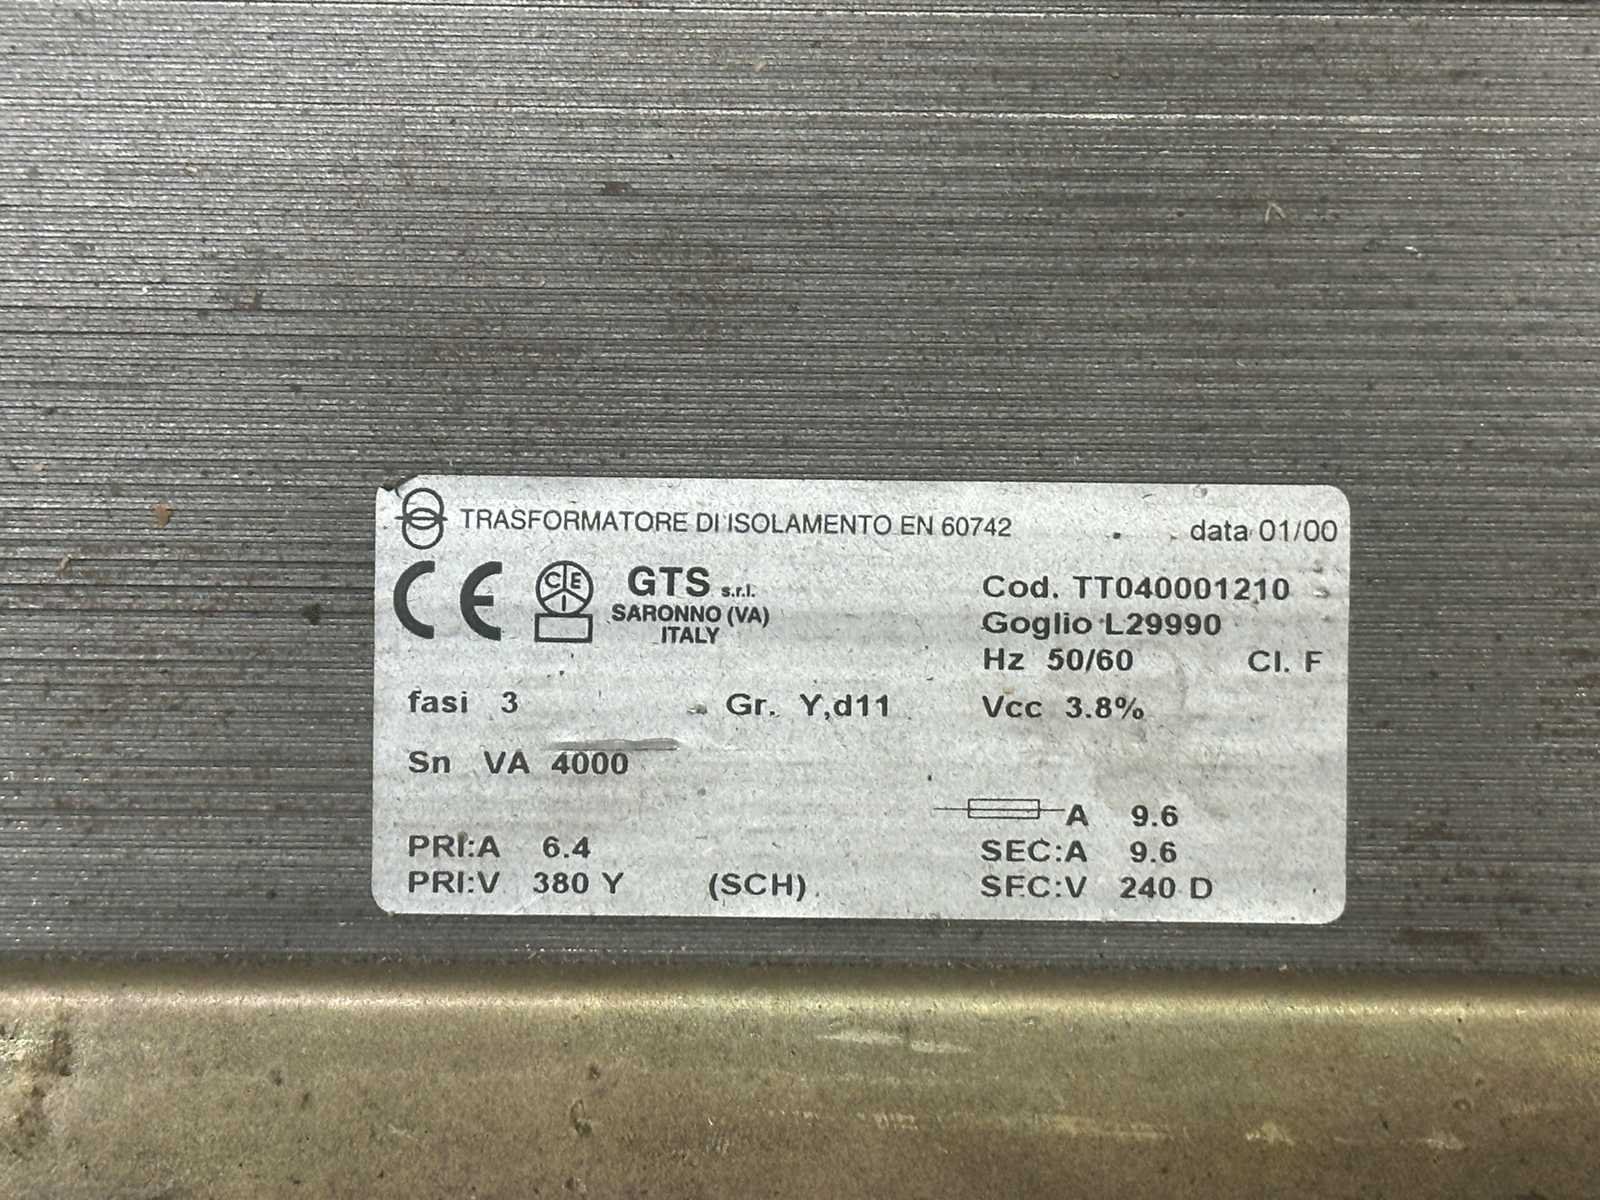 TRASFORMATORE DI ISOLAMENTO EN 60742 data 01/00
CE CEI GTS s.r.l. Cod. TT040001210
SARONNO (VA) Goglio L29990
ITALY
Hz 50/60 Cl. F
fasi 3 Gr. Y,d11 Vcc 3.8%
Sn VA 4000
A 9.6
PRI:A 6.4 SEC:A 9.6
PRI:V 380 Y (SCH) SEC:V 240 D